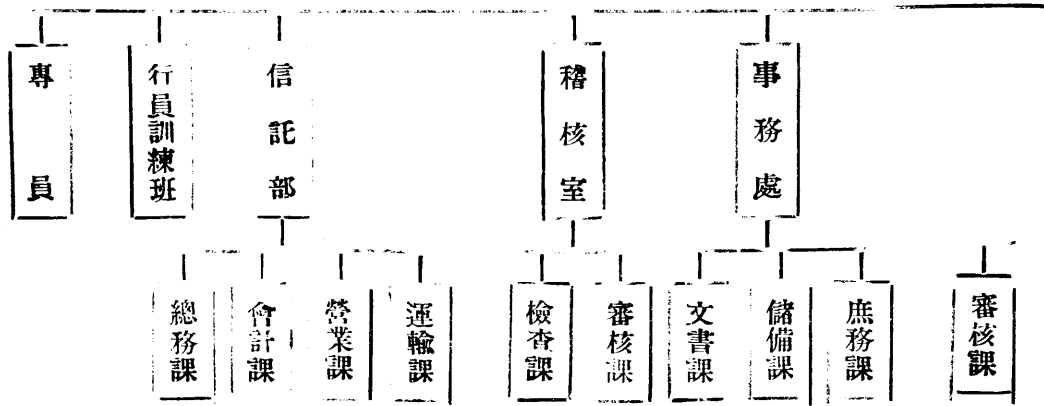 事務處
稽核室
信託部
行員訓練班
專員
審核課
庶務課
儲備課
文書課
審核課
檢查課
運輸課
營業課
會計課
總務課